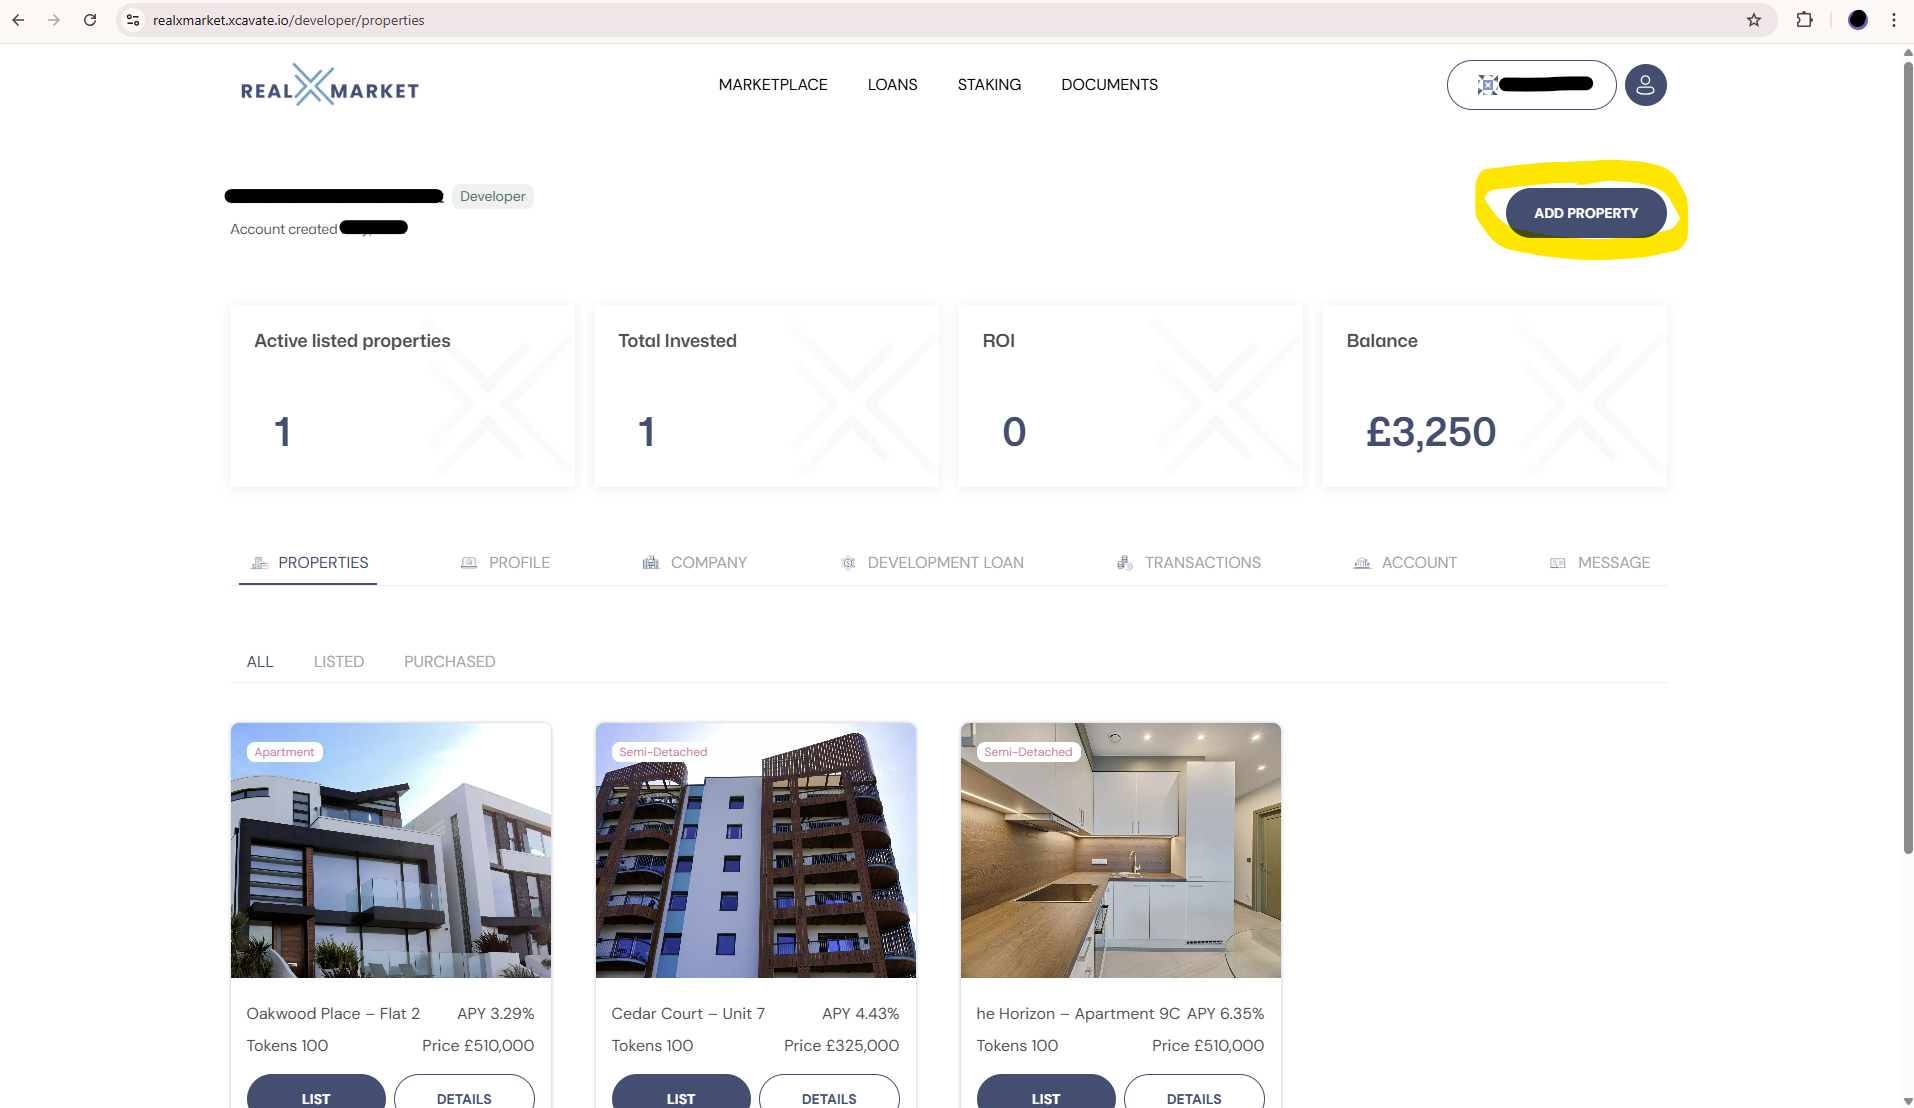 realxmarket.xcavate.io/developer/properties
REAL MARKET
MARKETPLACE LOANS STAKING DOCUMENTS
Developer
Account created
ADD PROPERTY
Active listed properties Total Invested ROI Balance
1 1 0 £3,250
PROPERTIES PROFILE COMPANY DEVELOPMENT LOAN TRANSACTIONS ACCOUNT MESSAGE
ALL LISTED PURCHASED
Apartment Semi-Detached Semi-Detached
Oakwood Place – Flat 2 APY 3.29% Cedar Court – Unit 7 APY 4.43% he Horizon – Apartment 9C APY 6.35%
Tokens 100 Price £510,000 Tokens 100 Price £325,000 Tokens 100 Price £510,000
LIST DETAILS LIST DETAILS LIST DETAILS